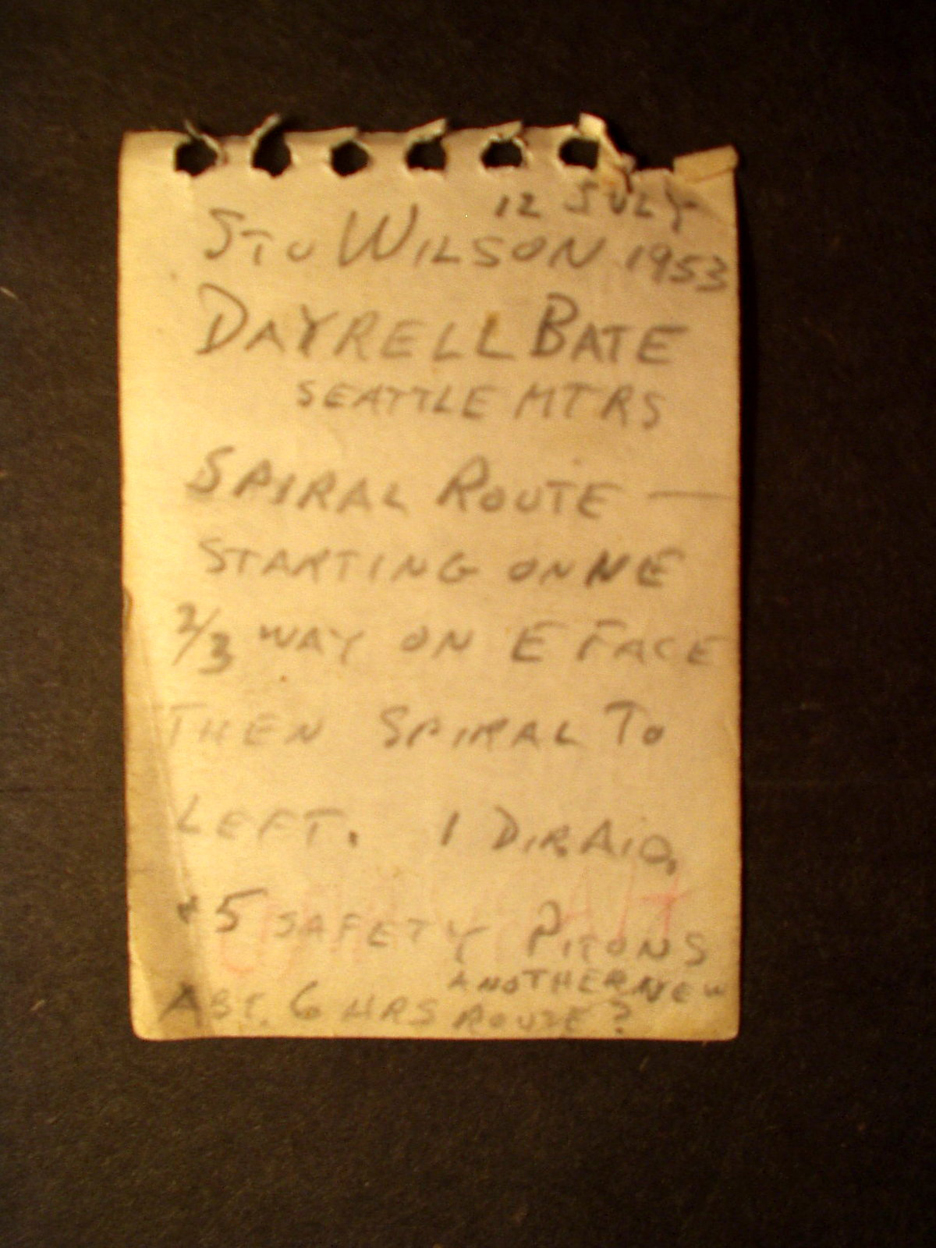 12 JULY
STU WILSON 1953
DAYRELL BATE
SEATTLE MTRS
SPIRAL ROUTE —
STARTING ON NE
2/3 WAY ON E FACE
THEN SPIRAL TO
LEFT. 1 DIR. AID,
+5 SAFETY PITONS
ANOTHER NEW
ABT. 6 HRS ROUTE?